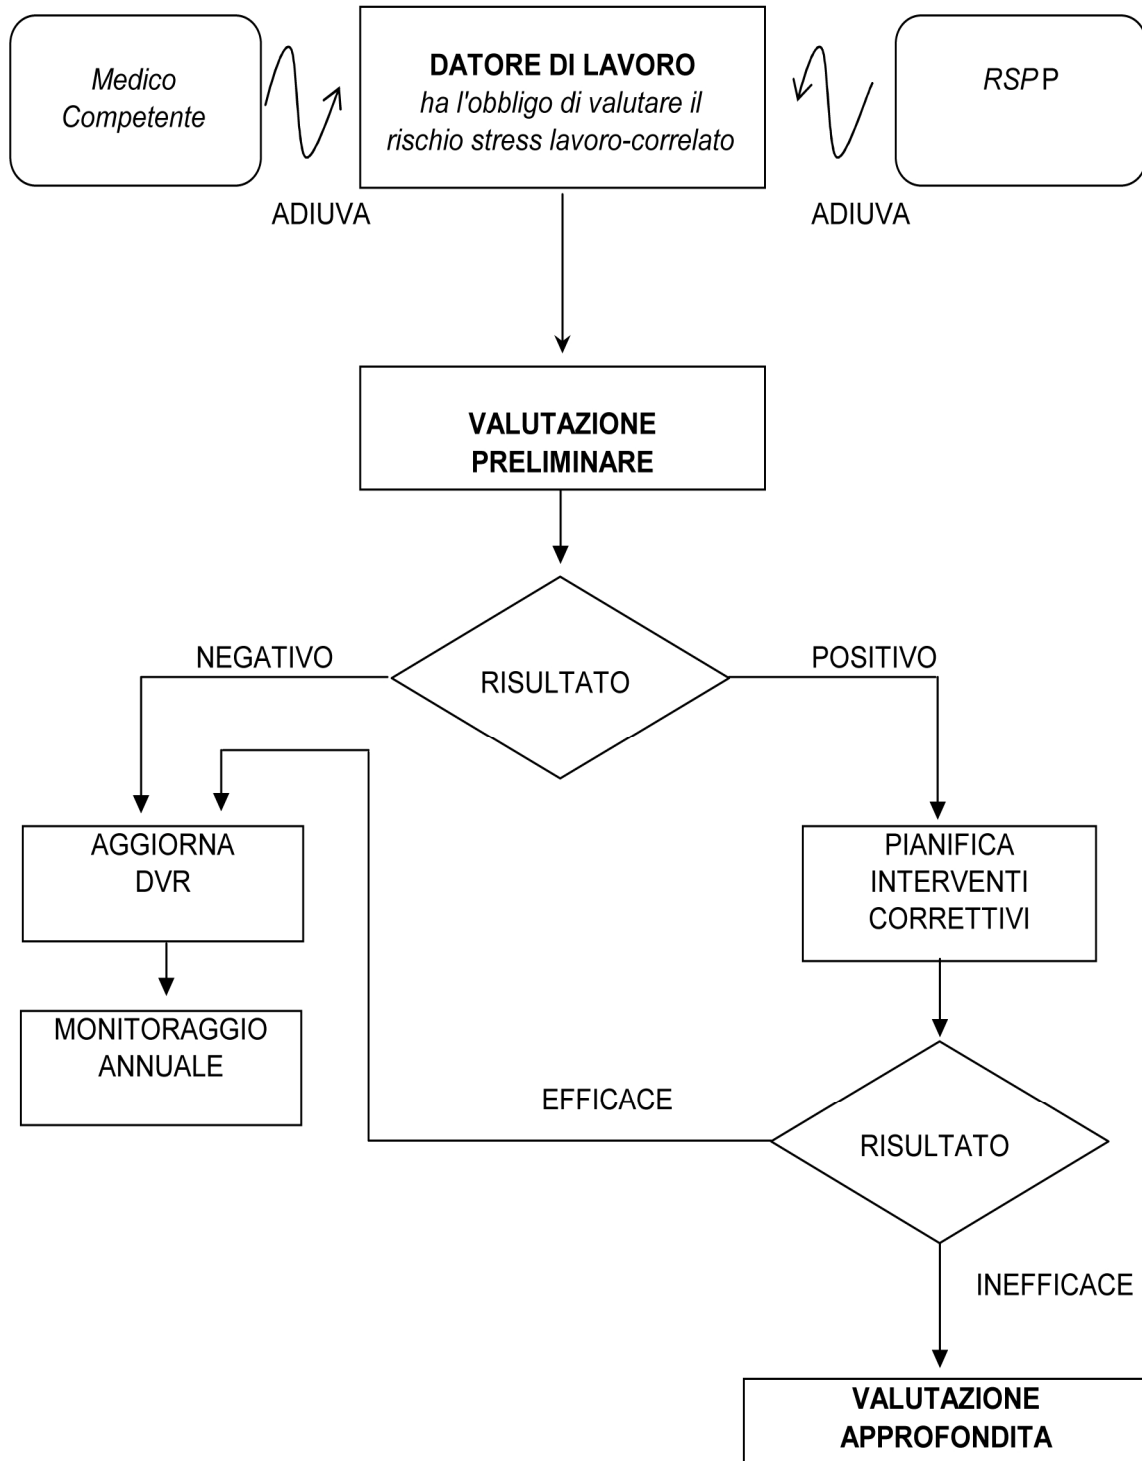 Medico
Competente
DATORE DI LAVORO
ha l'obbligo di valutare il
rischio stress lavoro-correlato
RSPP
ADIUVA
ADIUVA
VALUTAZIONE
PRELIMINARE
NEGATIVO
RISULTATO
POSITIVO
AGGIORNA
DVR
PIANIFICA
INTERVENTI
CORRETTIVI
MONITORAGGIO
ANNUALE
EFFICACE
RISULTATO
INEFFICACE
VALUTAZIONE
APPROFONDITA